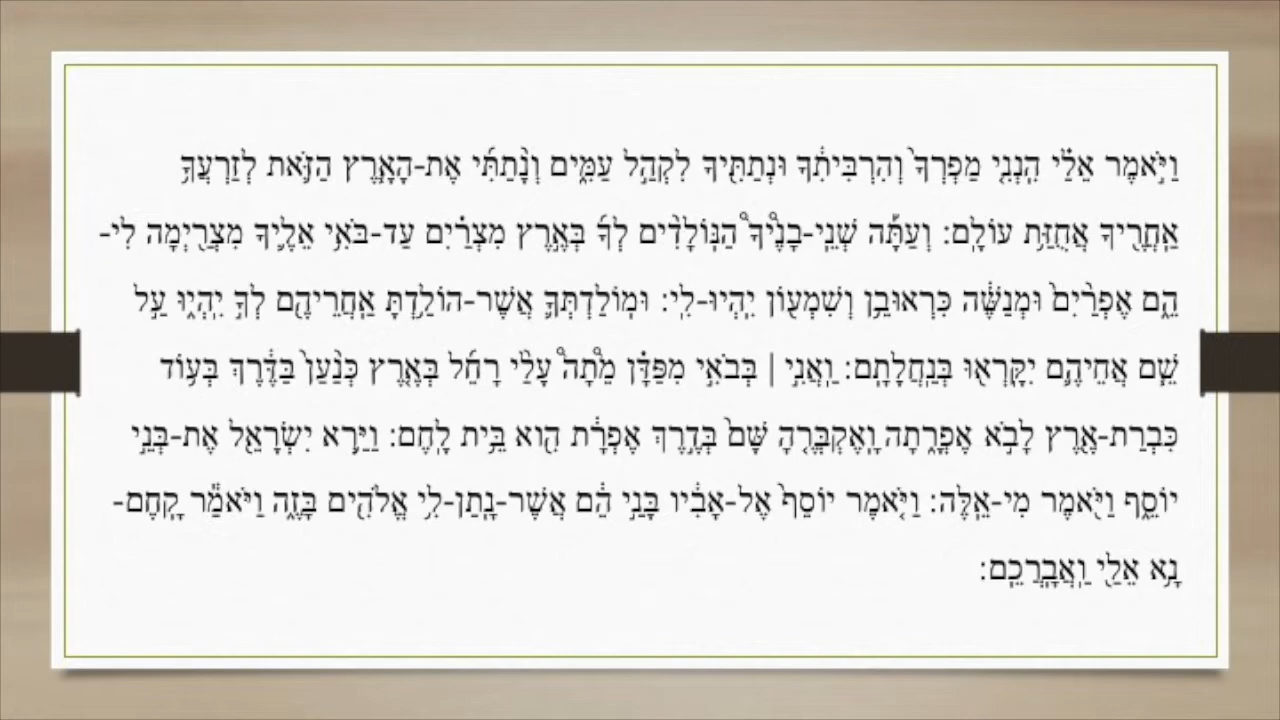 וַיֹּ֣אמֶר אֵלַ֗י הִנְנִ֤י מַפְרְךָ֙ וְהִרְבִּיתִ֔ךָ וּנְתַתִּ֖יךָ לִקְהַ֣ל עַמִּ֑ים וְנָ֨תַתִּ֜י אֶת-הָאָ֧רֶץ הַזֹּ֛את לְזַרְעֲךָ֥
אַֽחֲרֶ֖יךָ אֲחֻזַּ֥ת עוֹלָֽם: וְעַתָּ֡ה שְׁנֵֽי-בָנֶ֩יךָ֩ הַנּֽוֹלָדִ֨ים לְךָ֜ בְּאֶ֣רֶץ מִצְרַ֗יִם עַד-בֹּאִ֥י אֵלֶ֛יךָ מִצְרַ֖יְמָה לִי-
הֵ֑ם אֶפְרַ֨יִם֙ וּמְנַשֶּׁ֔ה כִּרְאוּבֵ֥ן וְשִׁמְע֖וֹן יִֽהְיוּ-לִֽי: וּמֽוֹלַדְתְּךָ֛ אֲשֶׁר-הוֹלַ֥דְתָּ אַֽחֲרֵיהֶ֖ם לְךָ֣ יִֽהְי֑וּ עַ֣ל
שֵׁ֧ם אֲחֵיהֶ֛ם יִקָּֽרְא֖וּ בְּנַֽחֲלָתָֽם: וַֽאֲנִ֣י | בְּבֹאִ֣י מִפַּדָּ֗ן מֵ֩תָה֩ עָלַ֨י רָחֵ֜ל בְּאֶ֤רֶץ כְּנַ֨עַן֙ בַּדֶּ֔רֶךְ בְּע֥וֹד
כִּבְרַת-אֶ֖רֶץ לָבֹ֣א אֶפְרָ֑תָה וָֽאֶקְבְּרֶ֤הָ שָּׁם֙ בְּדֶ֣רֶךְ אֶפְרָ֔ת הִ֖וא בֵּ֥ית לָֽחֶם: וַיַּ֥רְא יִשְׂרָאֵ֖ל אֶת-בְּנֵ֣י
יוֹסֵ֑ף וַיֹּ֖אמֶר מִי-אֵֽלֶּה: וַיֹּ֤אמֶר יוֹסֵף֙ אֶל-אָבִ֔יו בָּנַ֣י הֵ֔ם אֲשֶׁר-נָֽתַן-לִ֥י אֱלֹהִ֖ים בָּזֶ֑ה וַיֹּאמַ֕ר קָֽחֶם-
נָ֥א אֵלַ֖י וַֽאֲבָֽרֲכֵֽם: